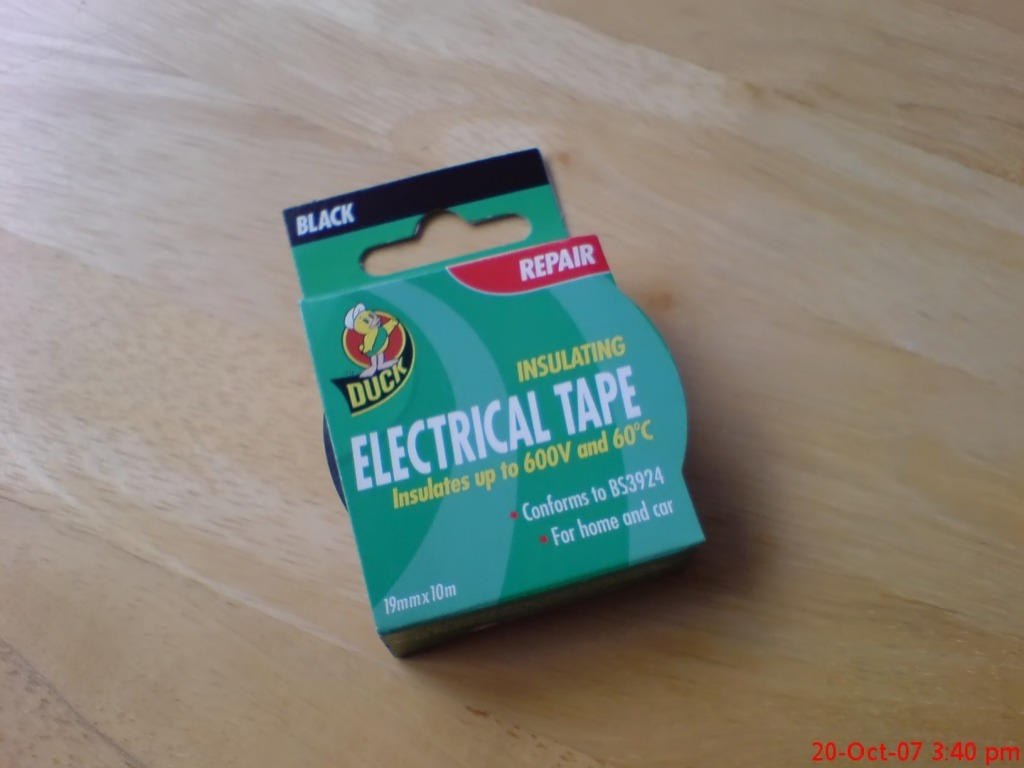 BLACK
REPAIR
DUCK
INSULATING
ELECTRICAL TAPE
Insulates up to 600V and 60°C
• Conforms to BS3924
• For home and car
19mm x 10m
20-Oct-07 3:40 pm